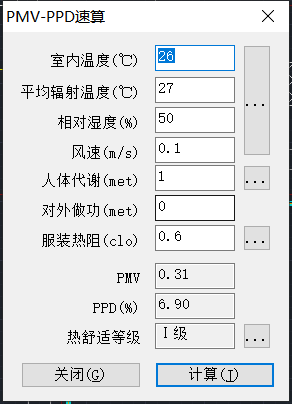 PMV-PPD速算
室内温度(℃) 26
平均辐射温度(℃) 27
...
相对湿度(%) 50
风速(m/s) 0.1
人体代谢(met) 1 ...
对外做功(met) 0
服装热阻(clo) 0.6 ...
PMV 0.31
PPD(%) 6.90
热舒适等级 Ⅰ级 ...
关闭(G) 计算(I)